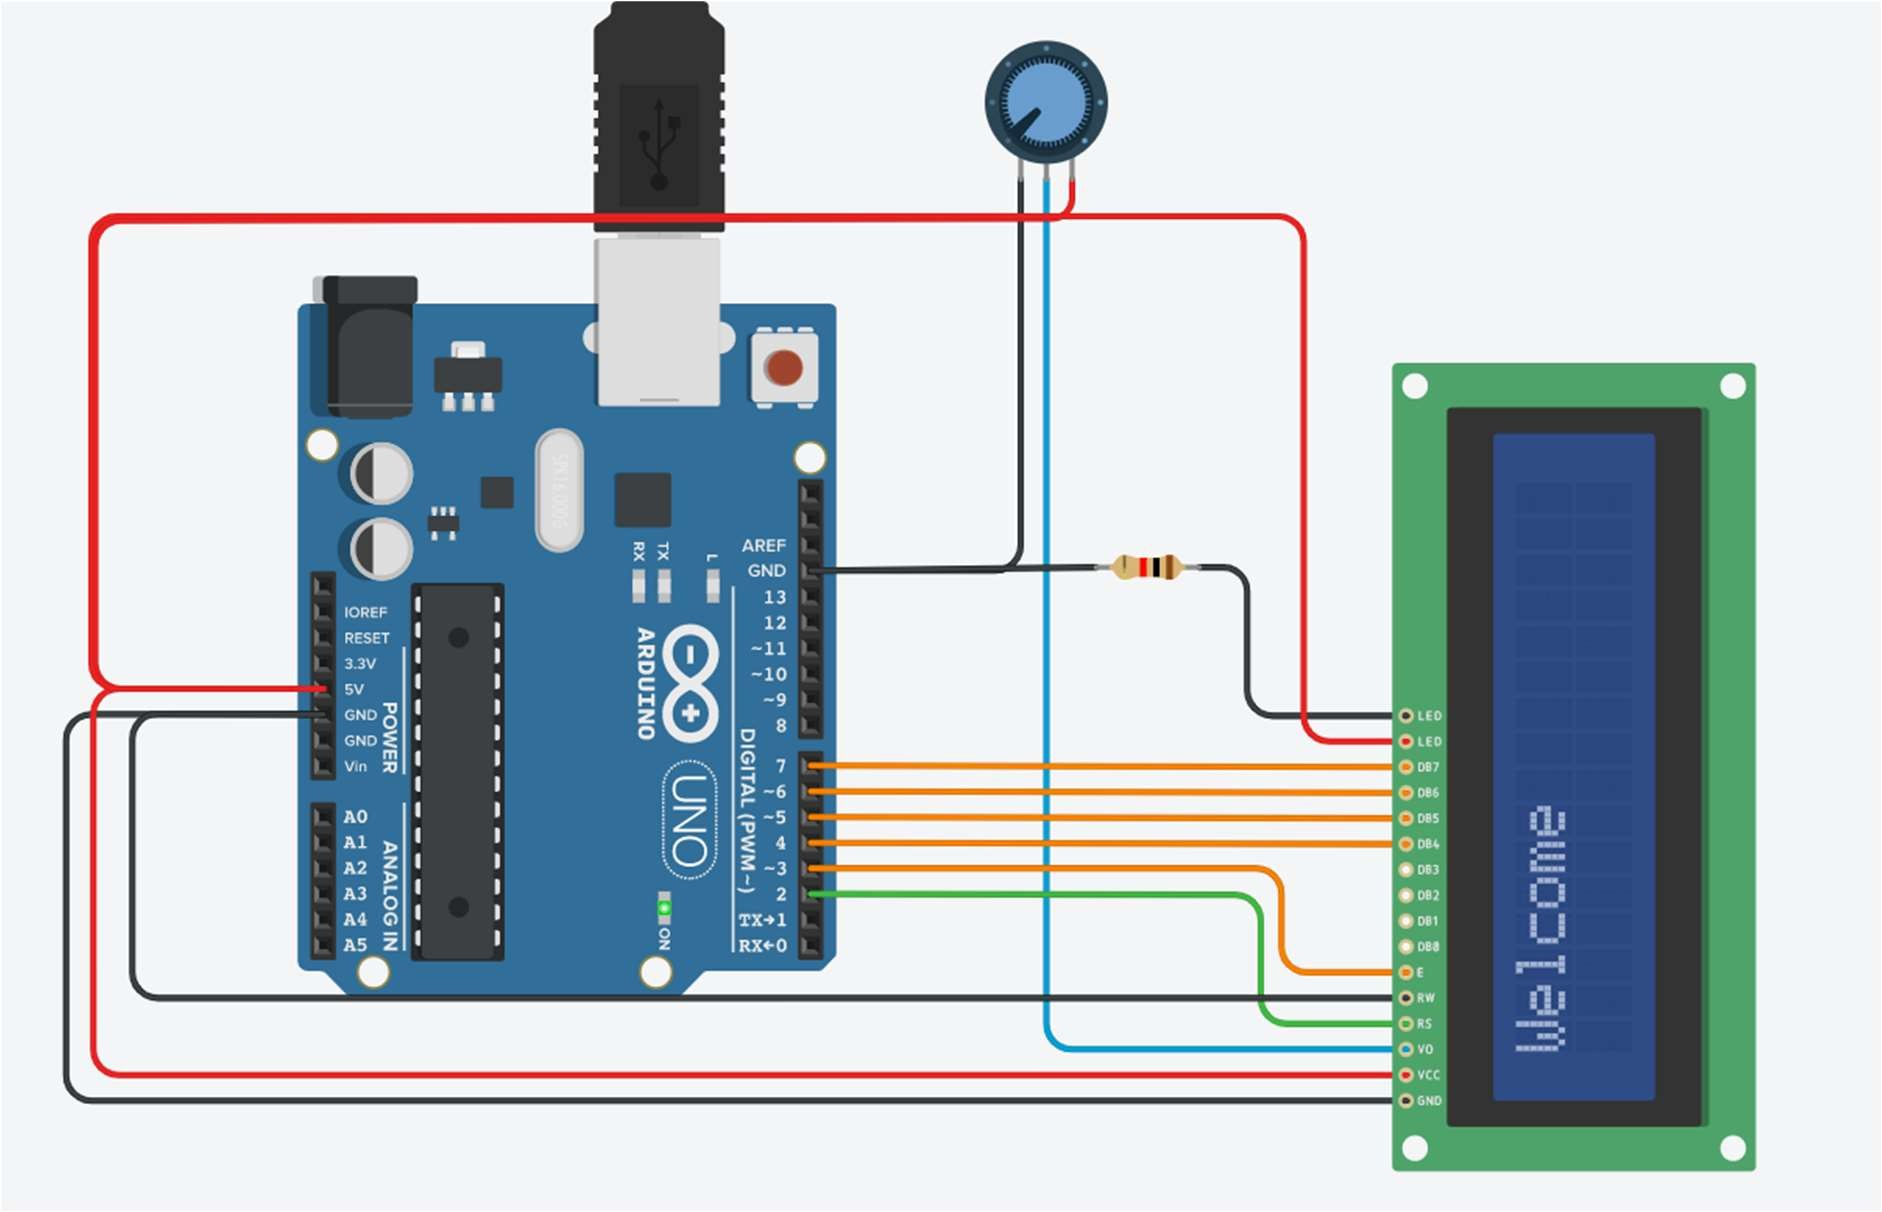 SPK16.000G
AREF
GND
13
12
~11
~10
~9
8
7
~6
~5
4
~3
2
TX→1
RX←0
DIGITAL (PWM~)
IOREF
RESET
3.3V
5V
GND
GND
Vin
POWER
A0
A1
A2
A3
A4
A5
ANALOG IN
RX
TX
L
ARDUINO
UNO
ON
LED
LED
DB7
DB6
DB5
DB4
DB3
DB2
DB1
DB0
E
RW
RS
VO
VCC
GND
Welcome